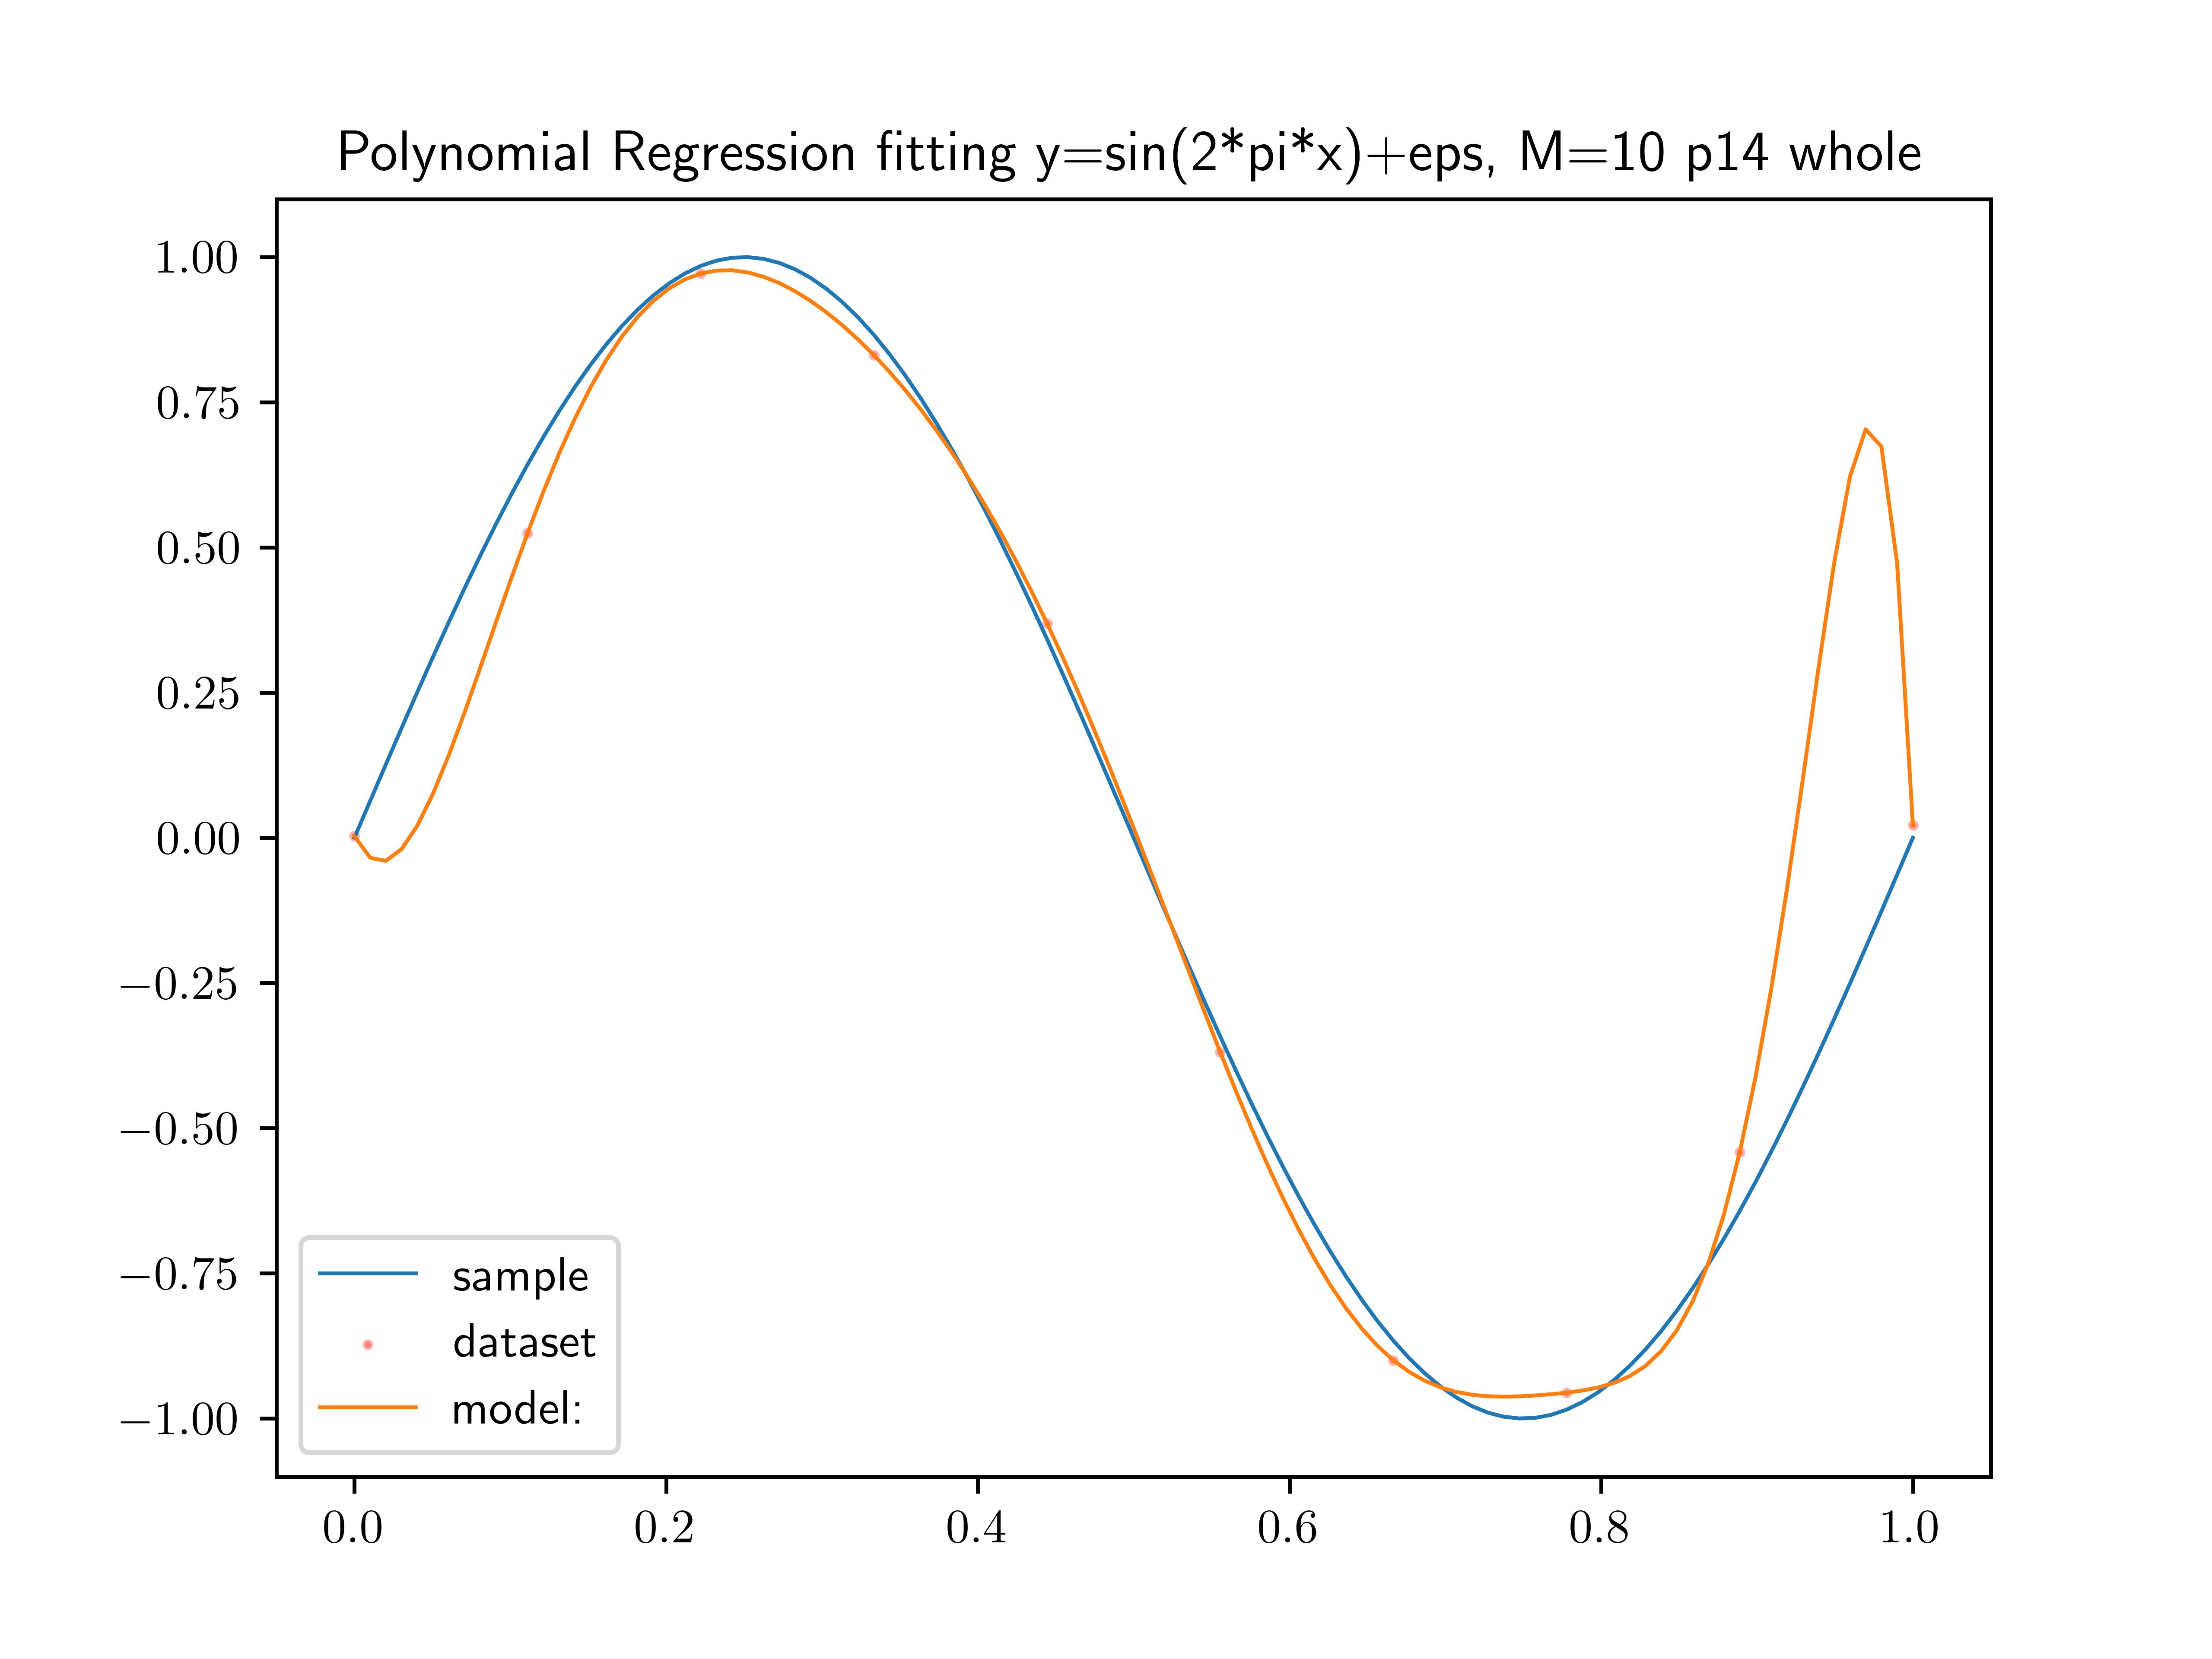 Polynomial Regression fitting y=sin(2*pi*x)+eps, M=10 p14 whole
1.00
0.75
0.50
0.25
0.00
−0.25
−0.50
−0.75
−1.00
sample
dataset
model:
0.0 0.2 0.4 0.6 0.8 1.0